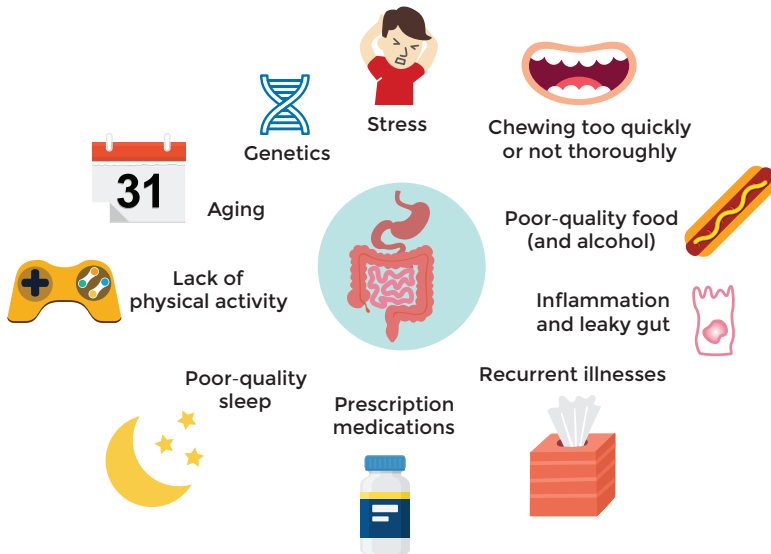 Stress
Chewing too quickly
or not thoroughly
Genetics
31
Aging
Poor-quality food
(and alcohol)
Lack of
physical activity
Inflammation
and leaky gut
Recurrent illnesses
Poor-quality
sleep
Prescription
medications